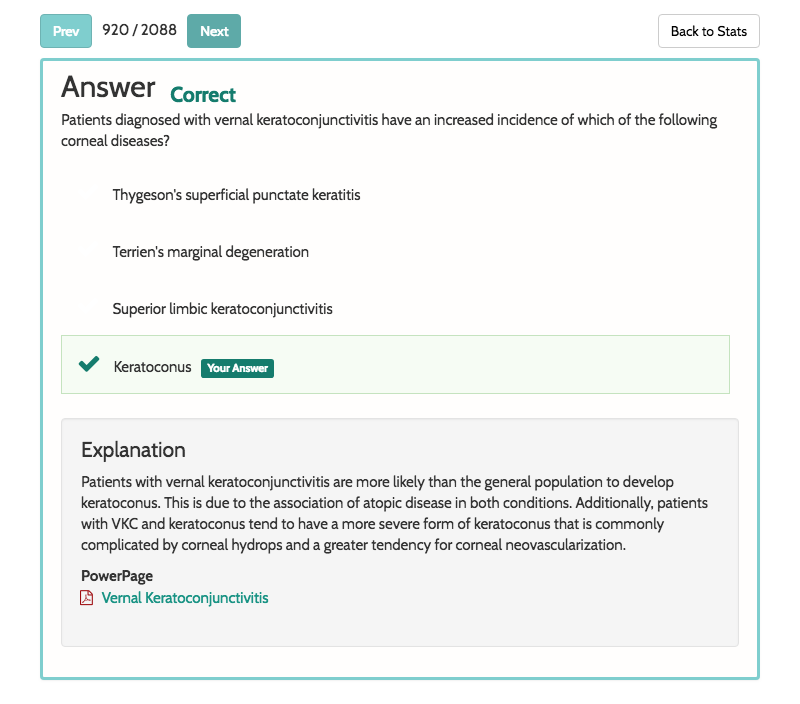 Prev 920 / 2088 Next Back to Stats
Answer Correct
Patients diagnosed with vernal keratoconjunctivitis have an increased incidence of which of the following
corneal diseases?
Thygeson's superficial punctate keratitis
Terrien's marginal degeneration
Superior limbic keratoconjunctivitis
Keratoconus Your Answer
Explanation
Patients with vernal keratoconjunctivitis are more likely than the general population to develop
keratoconus. This is due to the association of atopic disease in both conditions. Additionally, patients
with VKC and keratoconus tend to have a more severe form of keratoconus that is commonly
complicated by corneal hydrops and a greater tendency for corneal neovascularization.
PowerPage
Vernal Keratoconjunctivitis